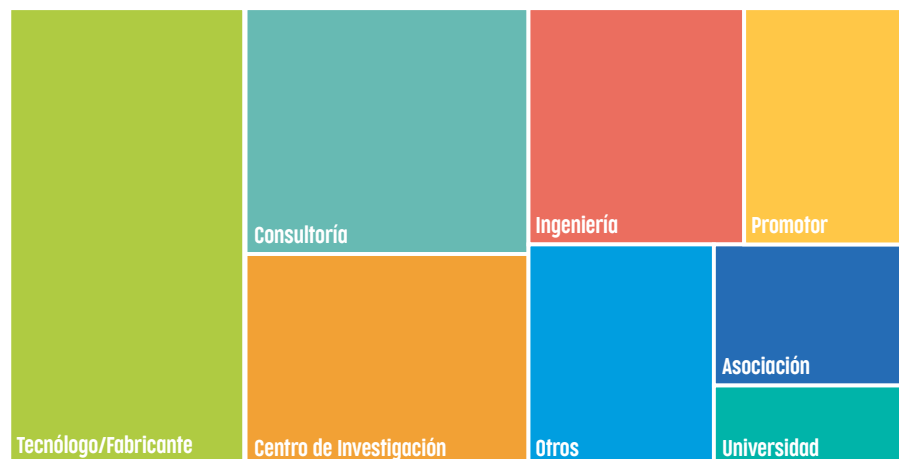 Consultoría
Ingeniería
Promotor
Asociación
Tecnólogo/Fabricante
Centro de Investigación
Otros
Universidad